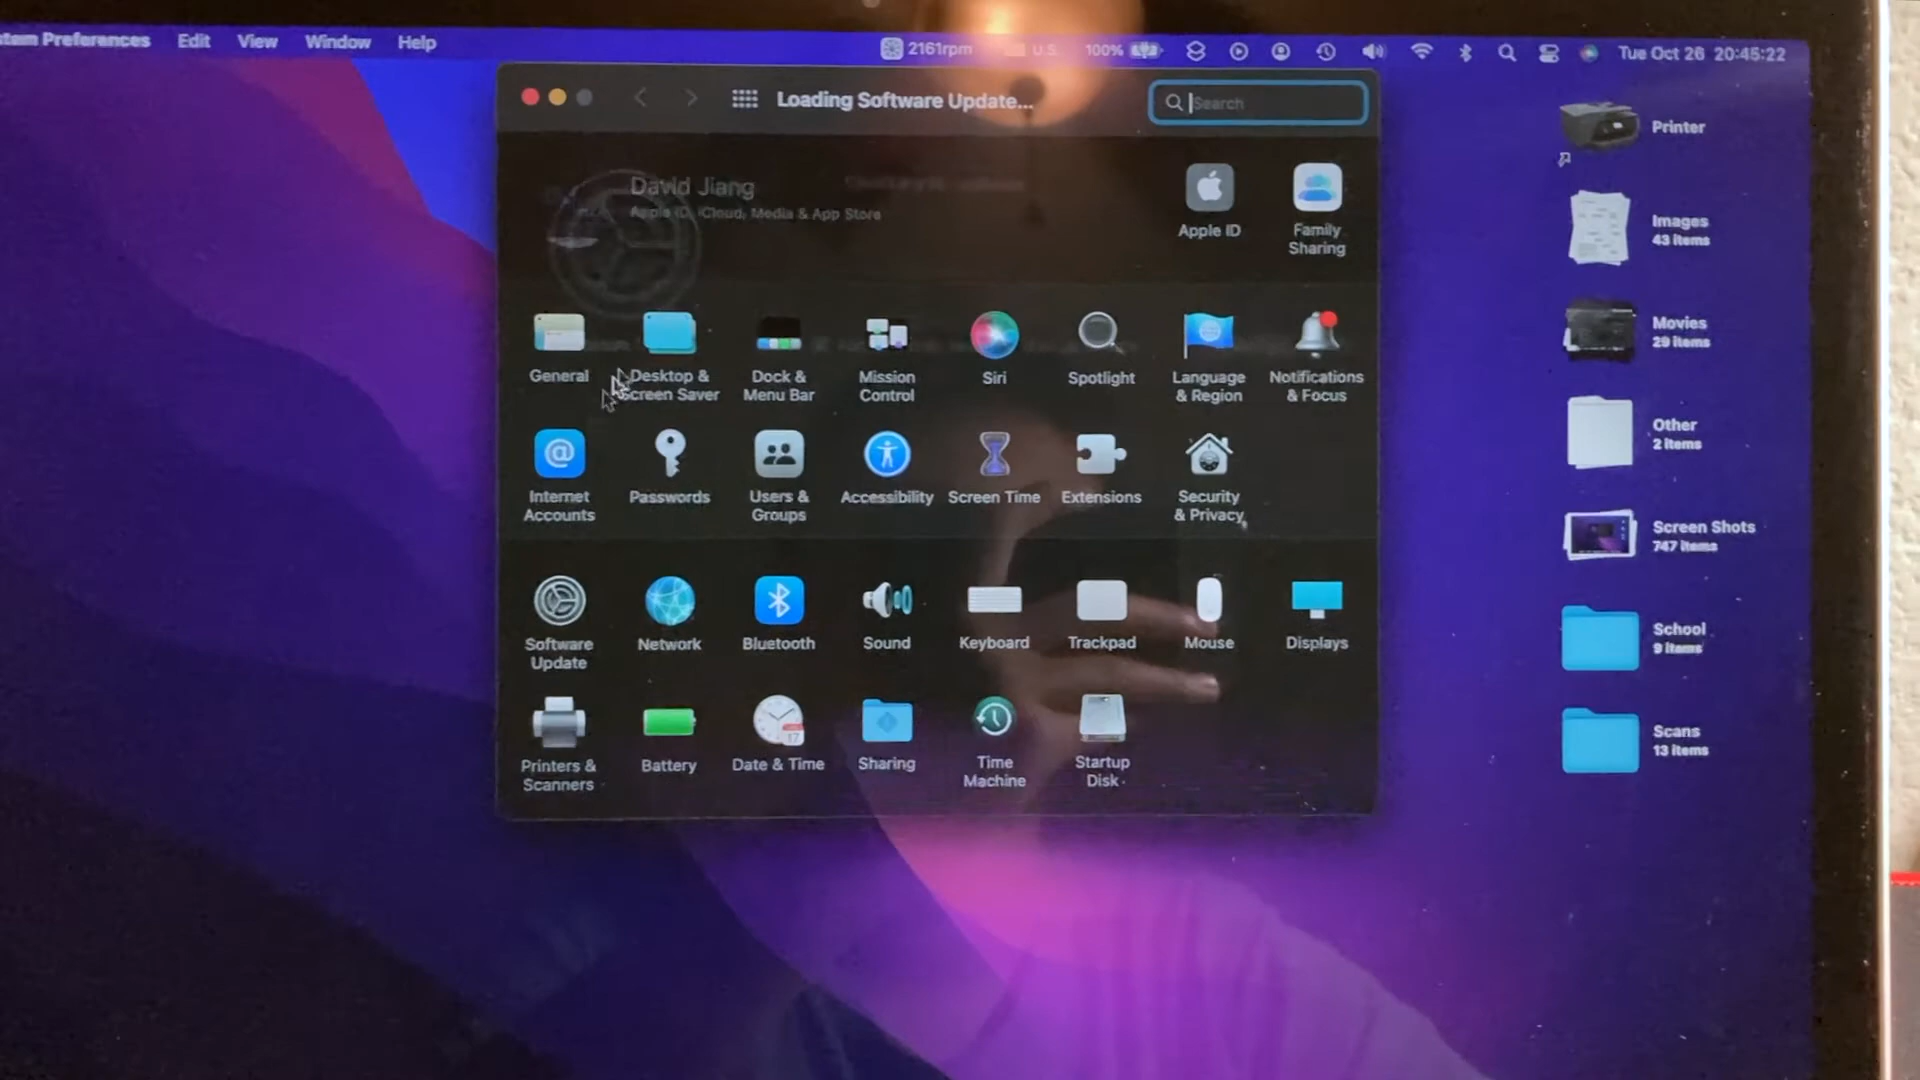 stem Preferences Edit View Window Help 2161rpm U.S. 100% Tue Oct 26 20:45:22
Loading Software Update... Search
David Jiang
Apple ID, iCloud, Media & App Store
Apple ID
Family
Sharing
General
Desktop &
Screen Saver
Dock &
Menu Bar
Mission
Control
Siri
Spotlight
Language
& Region
Notifications
& Focus
Internet
Accounts
Passwords
Users &
Groups
Accessibility
Screen Time
Extensions
Security
& Privacy
Software
Update
Network
Bluetooth
Sound
Keyboard
Trackpad
Mouse
Displays
Printers &
Scanners
Battery
17
Date & Time
Sharing
Time
Machine
Startup
Disk
Printer
Images
43 items
Movies
29 items
Other
2 items
Screen Shots
747 items
School
9 items
Scans
13 items